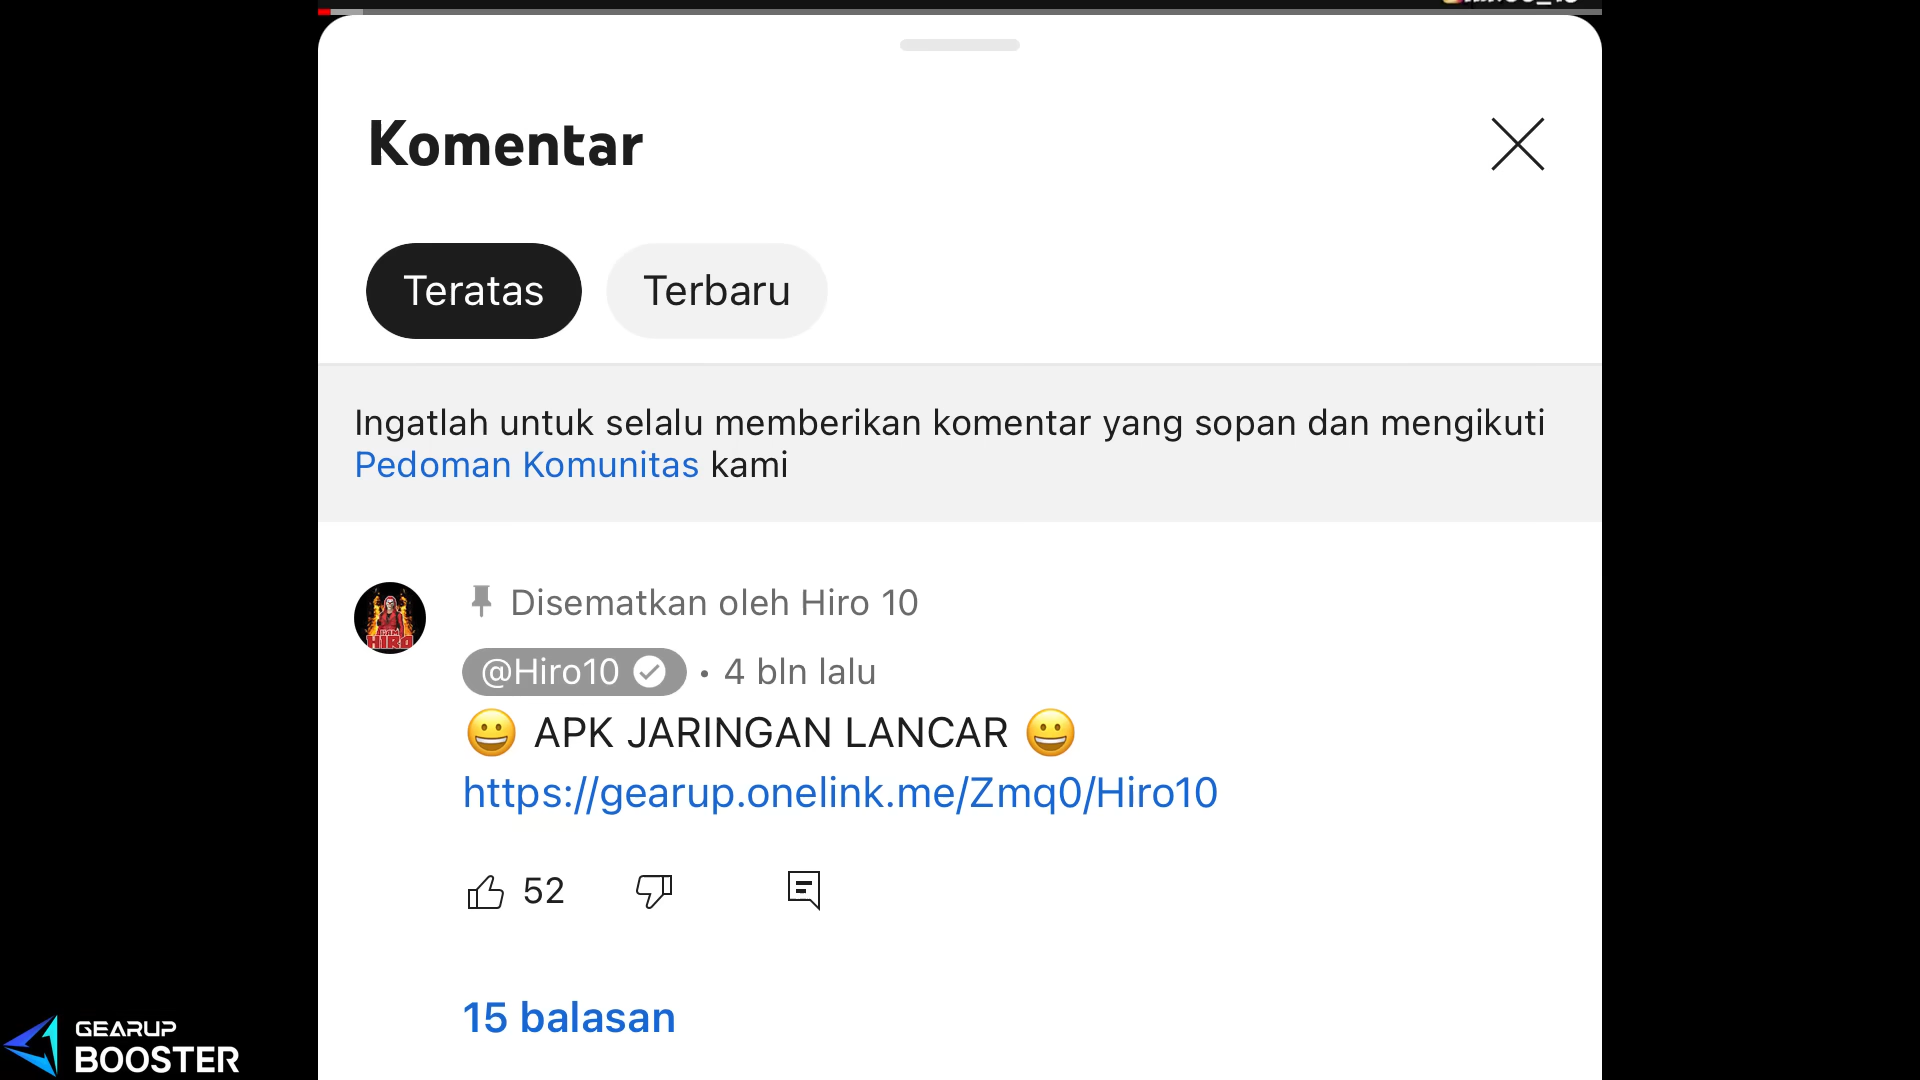 Komentar
Teratas
Terbaru
Ingatlah untuk selalu memberikan komentar yang sopan dan mengikuti
Pedoman Komunitas kami
Disematkan oleh Hiro 10
@Hiro10 • 4 bln lalu
😀 APK JARINGAN LANCAR 😀
https://gearup.onelink.me/Zmq0/Hiro10
52
15 balasan
HIRO
GEARUP
BOOSTER